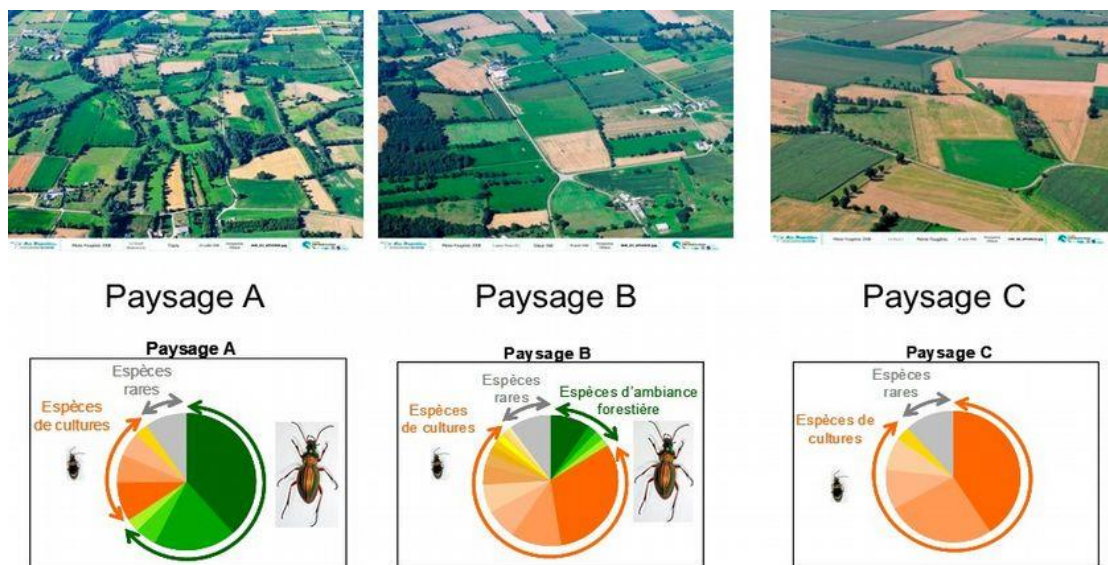 Paysage A
Paysage B
Paysage C
Paysage A
Espèces
rares
Espèces
de cultures
Paysage B
Espèces
rares
Espèces d'ambiance
forestière
Espèces
de cultures
Paysage C
Espèces
rares
Espèces de
cultures